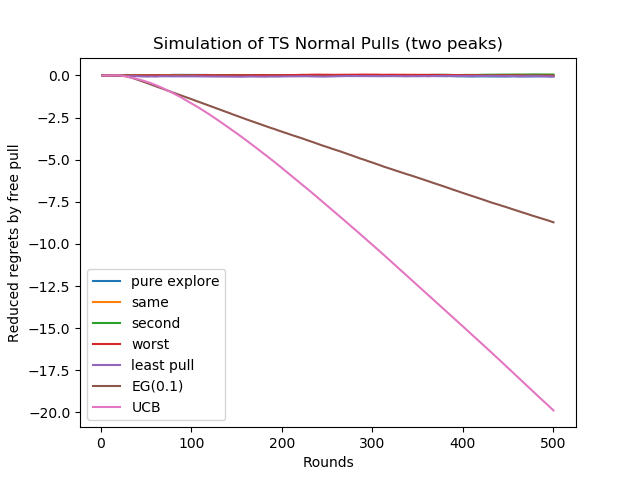 Simulation of TS Normal Pulls (two peaks)
Reduced regrets by free pull
0.0
−2.5
−5.0
−7.5
−10.0
−12.5
−15.0
−17.5
−20.0
pure explore
same
second
worst
least pull
EG(0.1)
UCB
0 100 200 300 400 500
Rounds